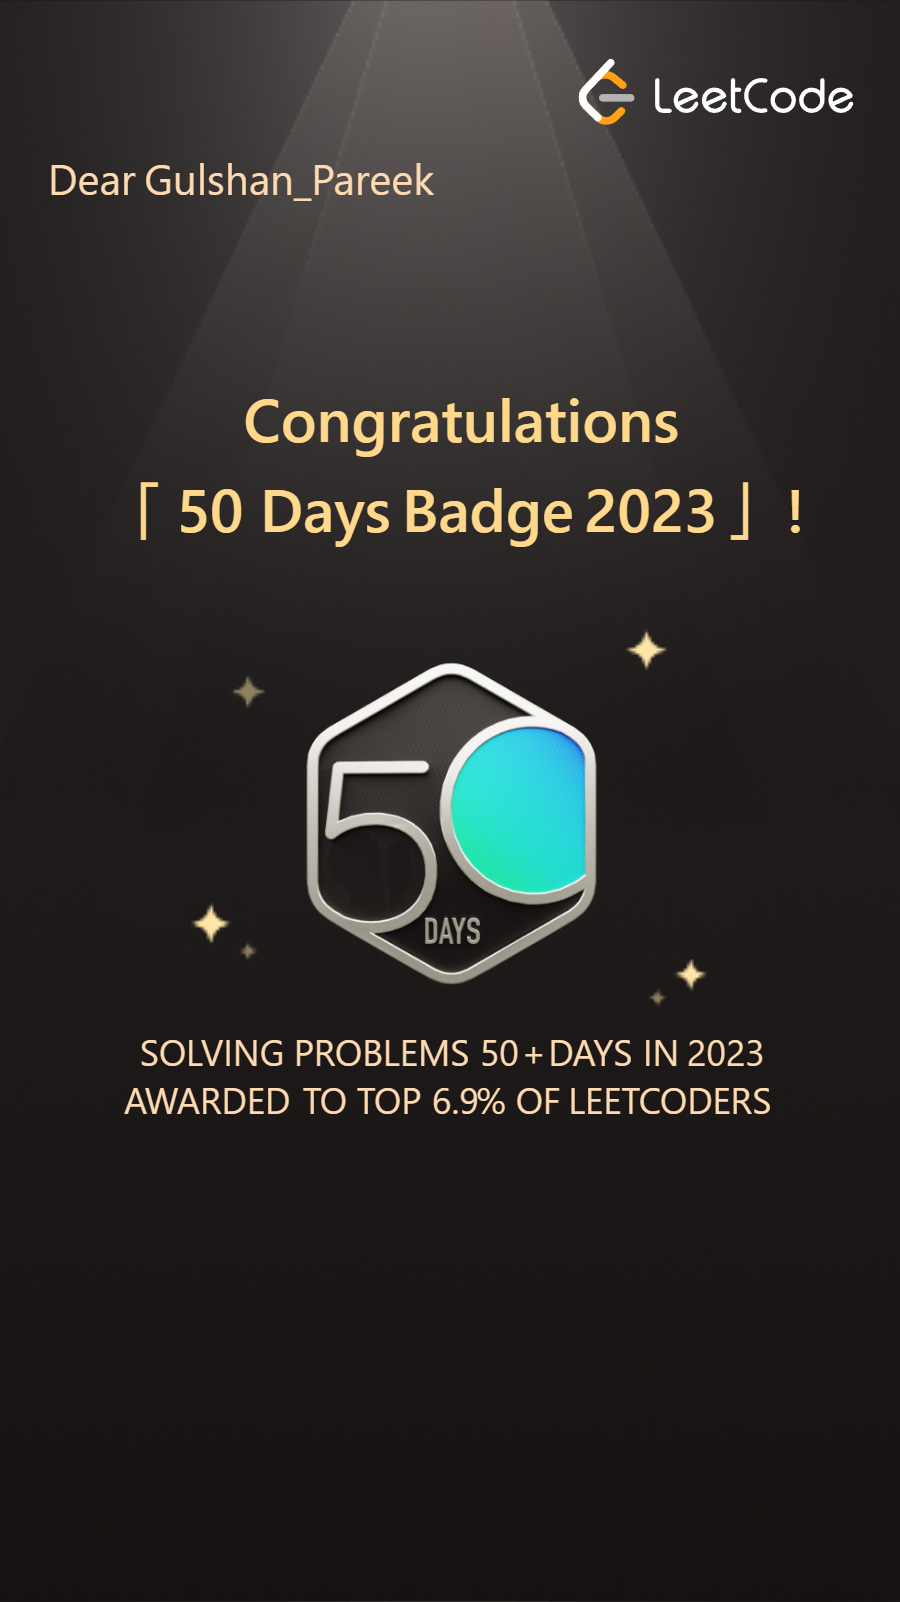 LeetCode
Dear Gulshan_Pareek
Congratulations
「 50 Days Badge 2023 」 !
50
DAYS
SOLVING PROBLEMS 50+DAYS IN 2023
AWARDED TO TOP 6.9% OF LEETCODERS